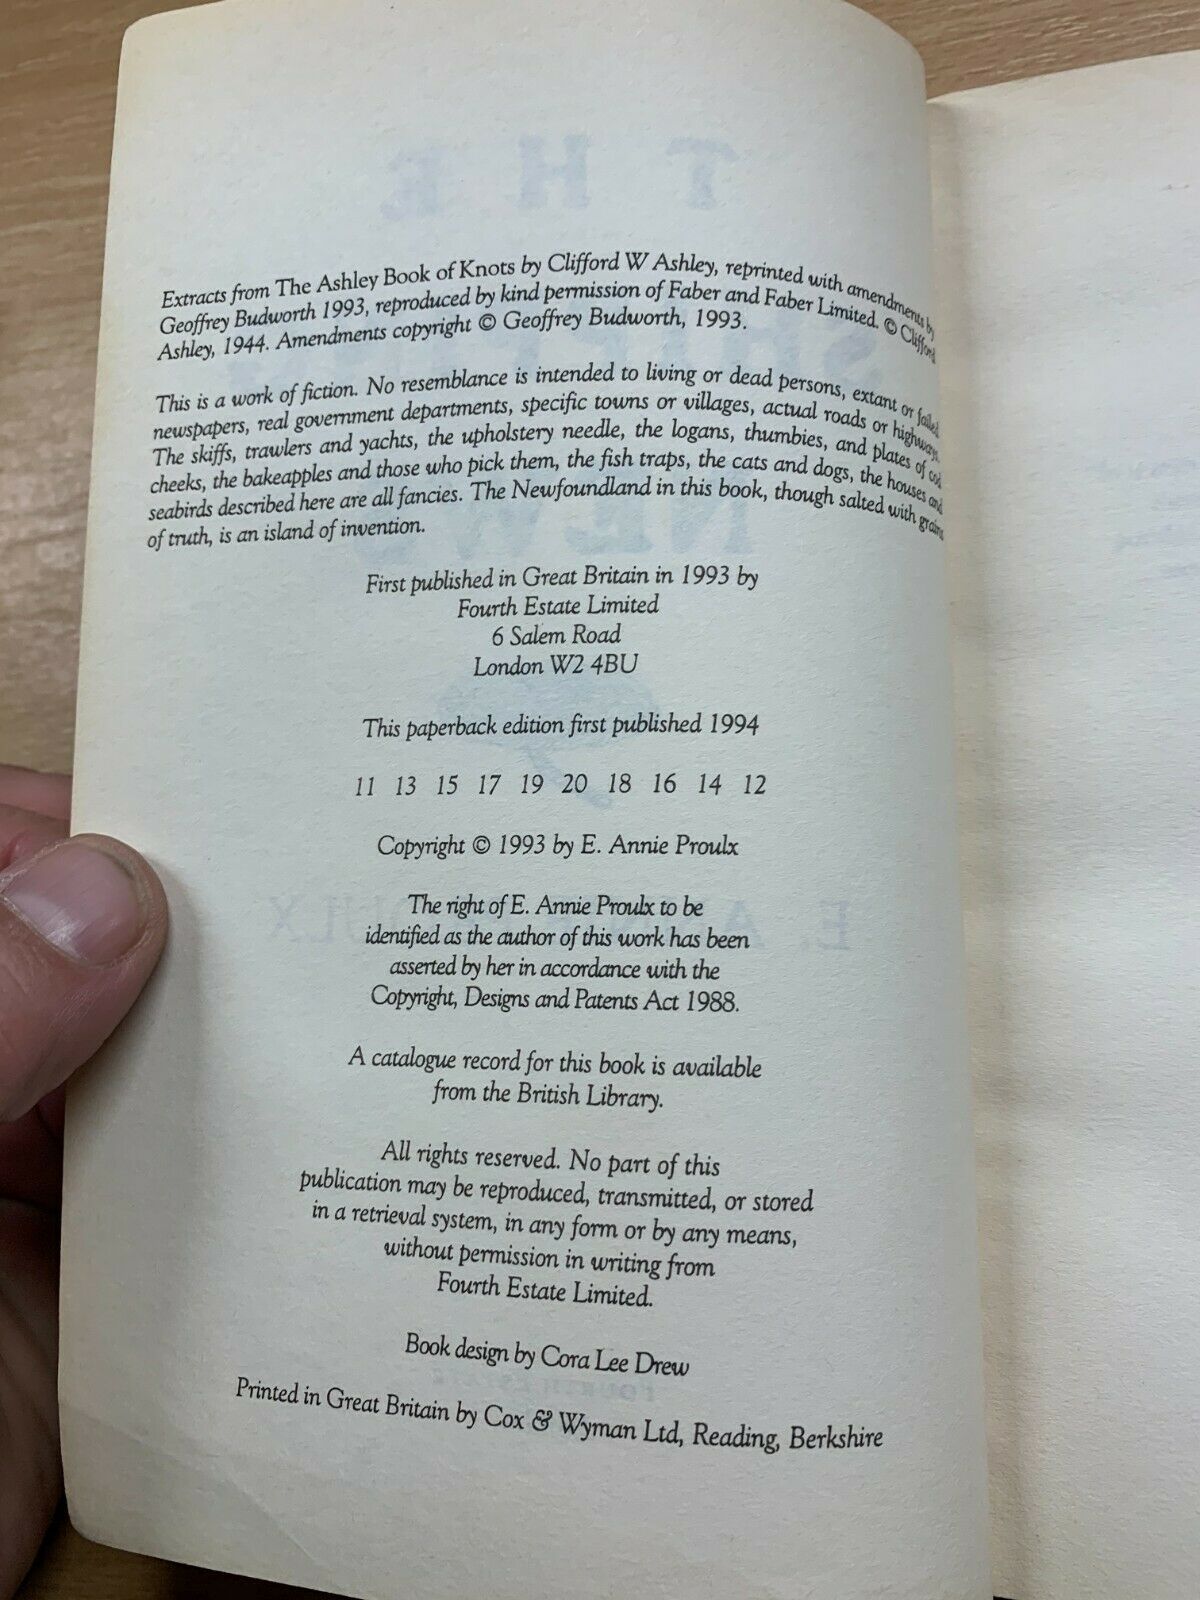 Extracts from The Ashley Book of Knots by Clifford W Ashley, reprinted with amendments by
Geoffrey Budworth 1993, reproduced by kind permission of Faber and Faber Limited. © Clifford
Ashley, 1944. Amendments copyright © Geoffrey Budworth, 1993.
This is a work of fiction. No resemblance is intended to living or dead persons, extant or failed
newspapers, real government departments, specific towns or villages, actual roads or highways.
The skiffs, trawlers and yachts, the upholstery needle, the logans, thumbies, and plates of cod
cheeks, the bakeapples and those who pick them, the fish traps, the cats and dogs, the houses and
seabirds described here are all fancies. The Newfoundland in this book, though salted with grains
of truth, is an island of invention.
First published in Great Britain in 1993 by
Fourth Estate Limited
6 Salem Road
London W2 4BU
This paperback edition first published 1994
11 13 15 17 19 20 18 16 14 12
Copyright © 1993 by E. Annie Proulx
The right of E. Annie Proulx to be
identified as the author of this work has been
asserted by her in accordance with the
Copyright, Designs and Patents Act 1988.
A catalogue record for this book is available
from the British Library.
All rights reserved. No part of this
publication may be reproduced, transmitted, or stored
in a retrieval system, in any form or by any means,
without permission in writing from
Fourth Estate Limited.
Book design by Cora Lee Drew
Printed in Great Britain by Cox & Wyman Ltd, Reading, Berkshire